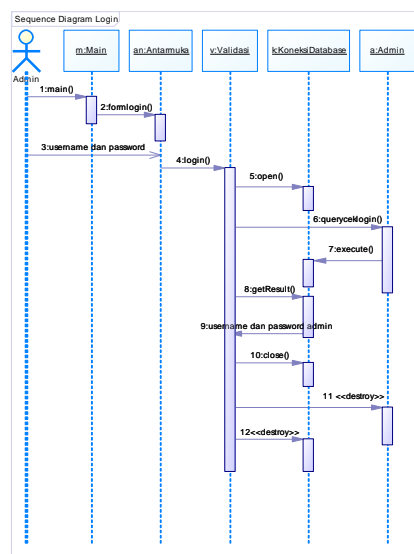 Sequence Diagram Login
m:Main
an:Antarmuka
v:Validasi
k:KoneksiDatabase
a:Admin
Admin
1:main()
2:formlogin()
3:username dan password
4:login()
5:open()
6:queryceklogin()
7:execute()
8:getResult()
9:username dan password admin
10:close()
11 <<destroy>>
12<<destroy>>